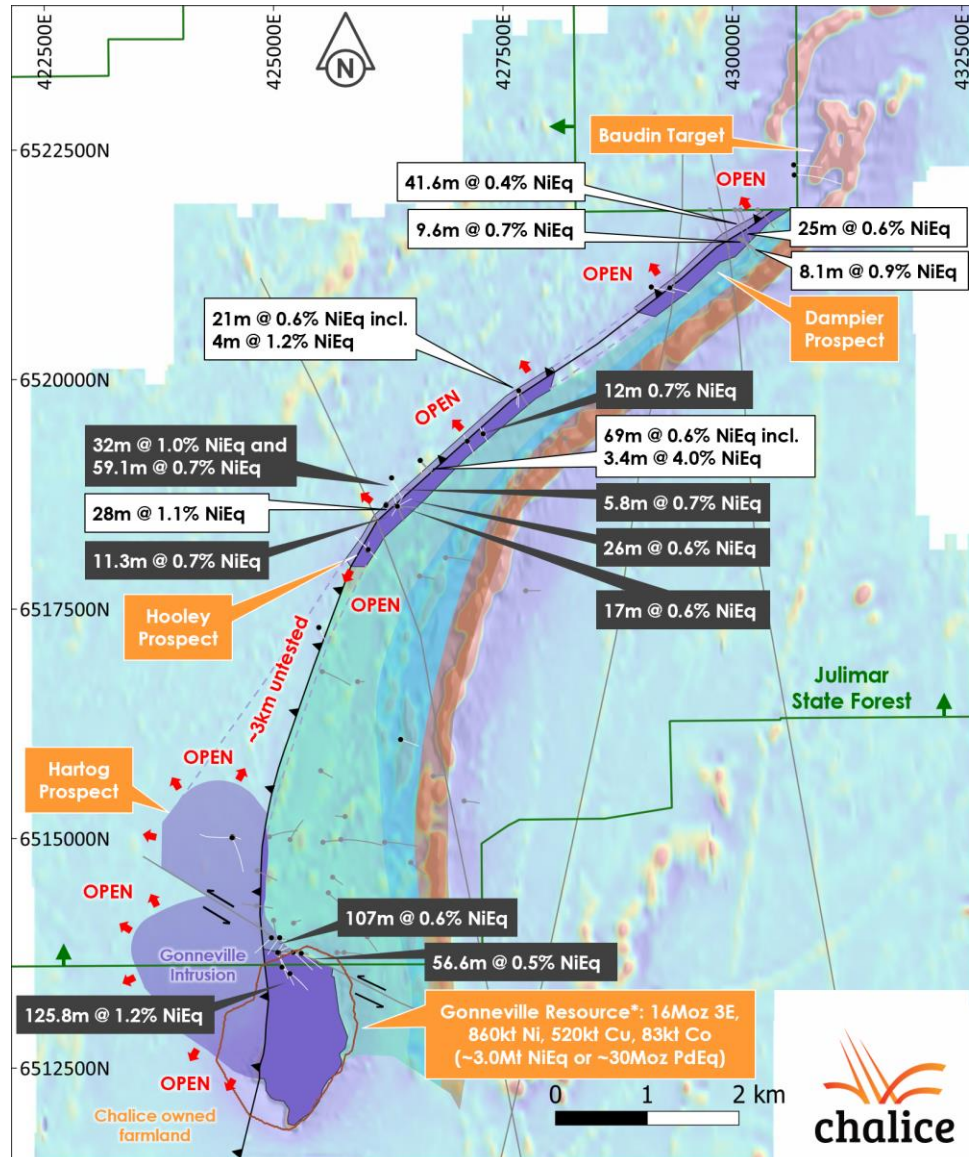 422500E
425000E
427500E
430000E
432500E
N
6522500N
Baudin Target
OPEN
41.6m @ 0.4% NiEq
9.6m @ 0.7% NiEq
25m @ 0.6% NiEq
8.1m @ 0.9% NiEq
OPEN
Dampier
Prospect
21m @ 0.6% NiEq incl.
4m @ 1.2% NiEq
6520000N
OPEN
12m 0.7% NiEq
32m @ 1.0% NiEq and
59.1m @ 0.7% NiEq
69m @ 0.6% NiEq incl.
3.4m @ 4.0% NiEq
28m @ 1.1% NiEq
5.8m @ 0.7% NiEq
11.3m @ 0.7% NiEq
26m @ 0.6% NiEq
6517500N
Hooley
Prospect
OPEN
17m @ 0.6% NiEq
~3km untested
Julimar
State Forest
Hartog
Prospect
OPEN
6515000N
OPEN
107m @ 0.6% NiEq
Gonneville
Intrusion
56.6m @ 0.5% NiEq
125.8m @ 1.2% NiEq
Gonneville Resource*: 16Moz 3E,
860kt Ni, 520kt Cu, 83kt Co
(~3.0Mt NiEq or ~30Moz PdEq)
6512500N
OPEN
Chalice owned
farmland
0 1 2 km
chalice